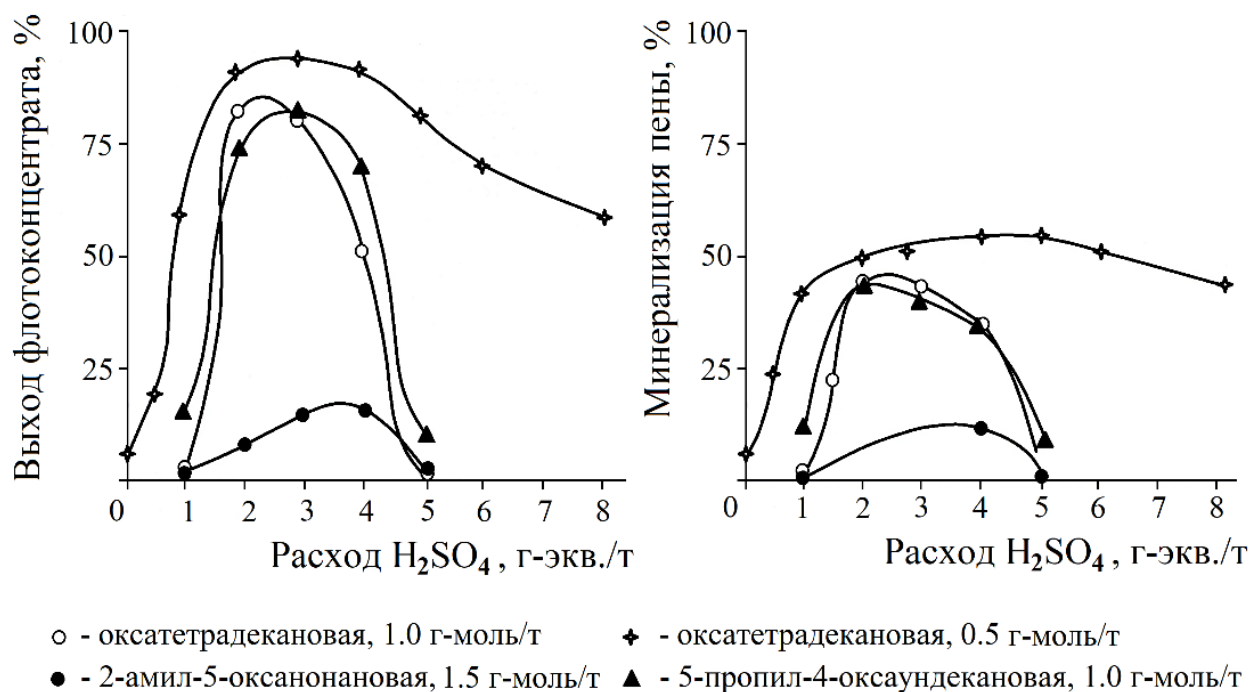 Выход флотоконцентрата, %
100
75
50
25
0 1 2 3 4 5 6 7 8
Расход H₂SO₄, г-экв./т
Минерализация пены, %
100
75
50
25
0 1 2 3 4 5 6 7 8
Расход H₂SO₄, г-экв./т
- оксатетрадекановая, 1.0 г-моль/т
- оксатетрадекановая, 0.5 г-моль/т
- 2-амил-5-оксанонановая, 1.5 г-моль/т
- 5-пропил-4-оксаундекановая, 1.0 г-моль/т